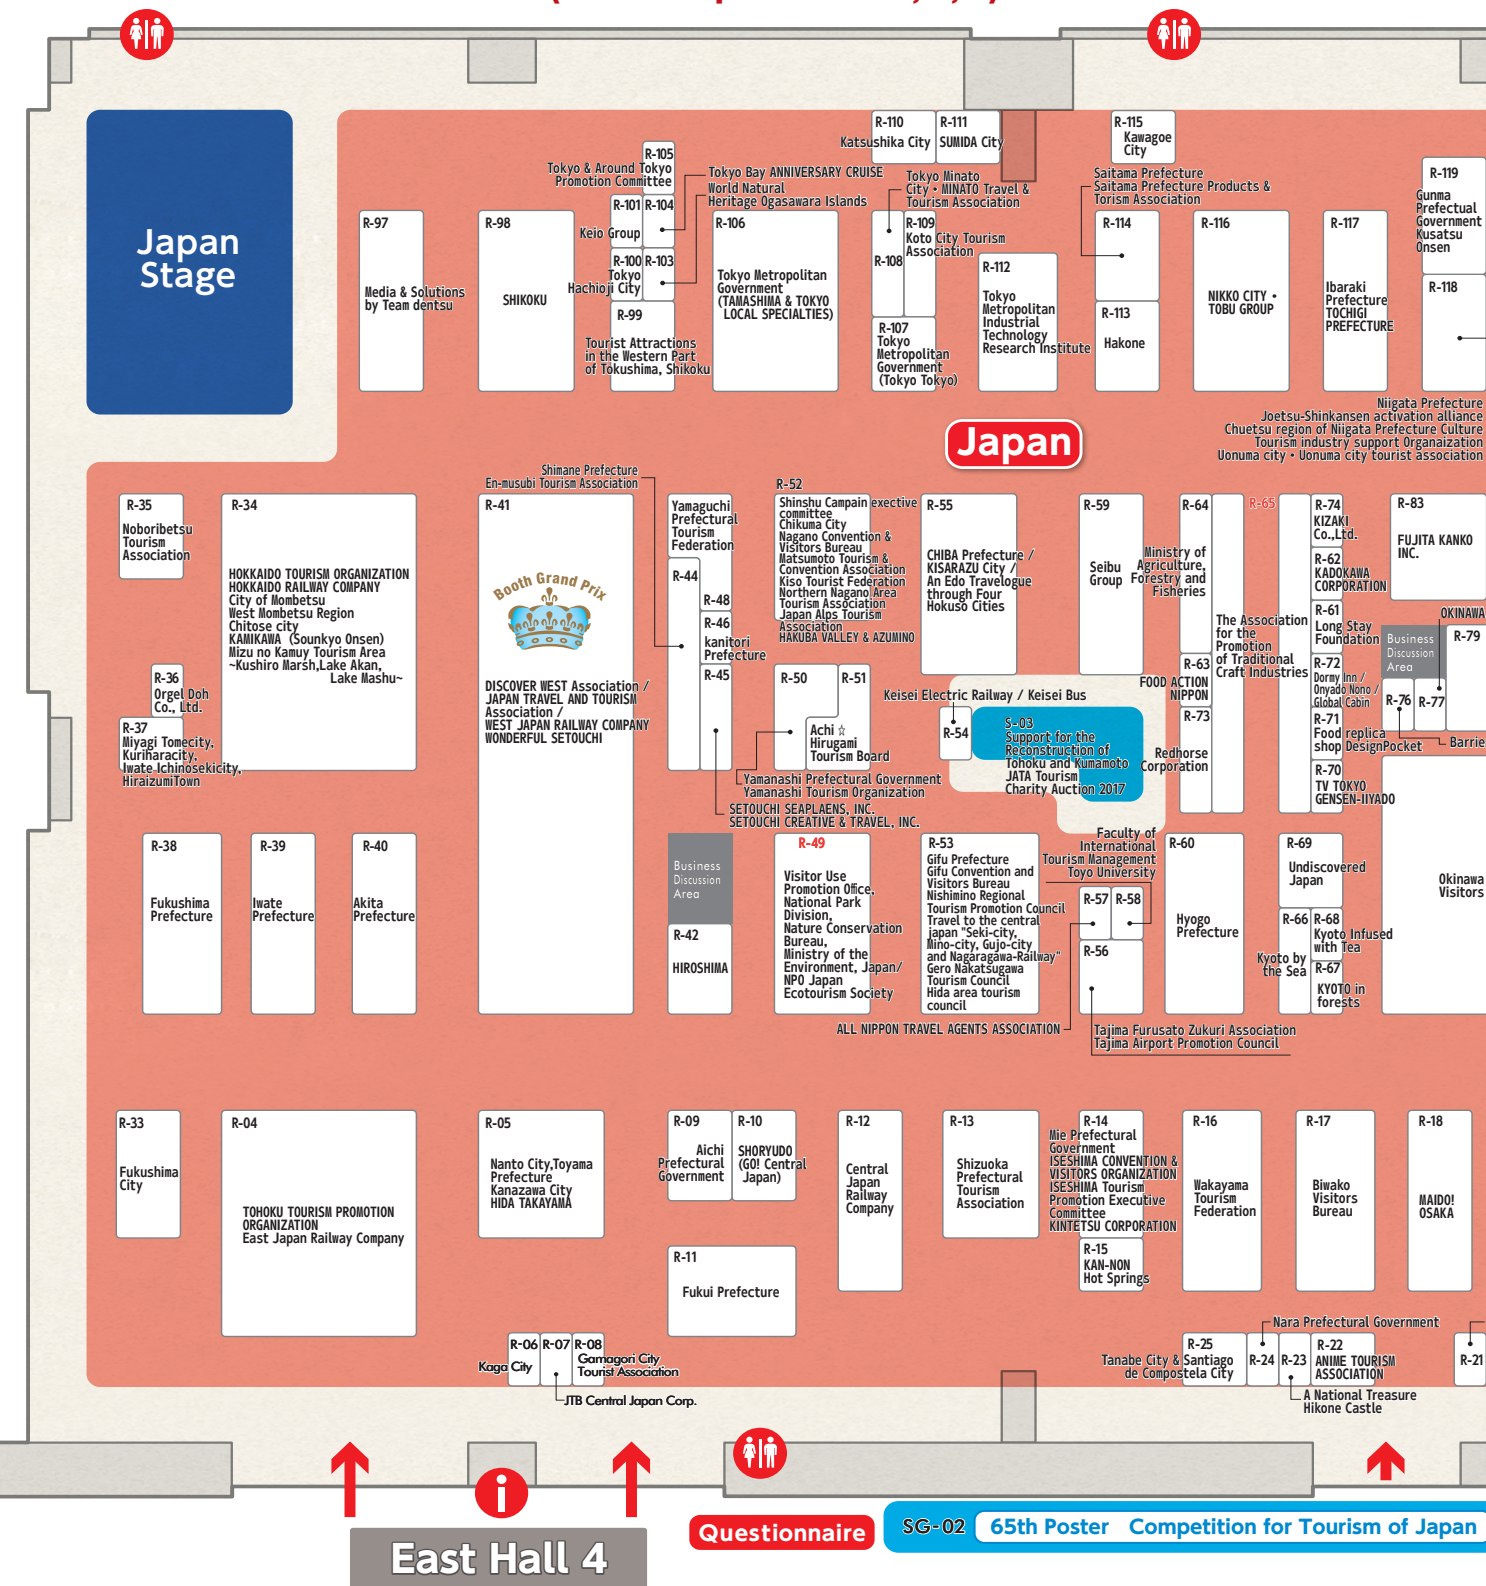 Japan
Stage
R-97
Media & Solutions
by Team dentsu
R-98
SHIKOKU
R-105
Tokyo & Around Tokyo
Promotion Committee
R-101
R-104
Keio Group
R-100
R-103
Tokyo
Hachioji City
R-99
Tourist Attractions
in the Western Part
of Tokushima, Shikoku
Tokyo Bay ANNIVERSARY CRUISE
World Natural
Heritage Ogasawara Islands
R-106
Tokyo Metropolitan
Government
(TAMASHIMA & TOKYO
LOCAL SPECIALTIES)
R-110
Katsushika City
R-111
SUMIDA City
Tokyo Minato
City・MINATO Travel &
Tourism Association
R-109
Koto City Tourism
Association
R-108
R-107
Tokyo
Metropolitan
Government
(Tokyo Tokyo)
R-112
Tokyo
Metropolitan
Industrial
Technology
Research Institute
R-115
Kawagoe
City
Saitama Prefecture
Saitama Prefecture Products &
Torism Association
R-114
R-113
Hakone
R-116
NIKKO CITY・
TOBU GROUP
R-117
Ibaraki
Prefecture
TOCHIGI
PREFECTURE
R-119
Gunma
Prefectual
Government
Kusatsu
Onsen
R-118
Niigata Prefecture
Joetsu-Shinkansen activation alliance
Chuetsu region of Niigata Prefecture Culture
Tourism industry support Organaization
Uonuma city・Uonuma city tourist association
Japan
R-35
Noboribetsu
Tourism
Association
R-34
HOKKAIDO TOURISM ORGANIZATION
HOKKAIDO RAILWAY COMPANY
City of Mombetsu
West Mombetsu Region
Chitose city
KAMIKAWA (Sounkyo Onsen)
Mizu no Kamuy Tourism Area
~Kushiro Marsh,Lake Akan,
Lake Mashu~
R-36
Orgel Doh
Co., Ltd.
R-37
Miyagi Tomecity,
Kuriharacity,
Iwate Ichinosekicity,
HiraizumiTown
R-41
Booth Grand Prix
DISCOVER WEST Association /
JAPAN TRAVEL AND TOURISM
Association /
WEST JAPAN RAILWAY COMPANY
WONDERFUL SETOUCHI
Shimane Prefecture
En-musubi Tourism Association
Yamaguchi
Prefectural
Tourism
Federation
R-44
R-48
R-46
kanitori
Prefecture
R-45
R-52
Shinshu Campain exective
committee
Chikuma City
Nagano Convention &
Visitors Bureau
Matsumoto Tourism &
Convention Association
Kiso Tourist Federation
Northern Nagano Area
Tourism Association
Japan Alps Tourism
Association
HAKUBA VALLEY & AZUMINO
R-50
R-51
Achi ☆
Hirugami
Tourism Board
Yamanashi Prefectural Government
Yamanashi Tourism Organization
SETOUCHI SEAPLAENS, INC.
SETOUCHI CREATIVE & TRAVEL, INC.
R-55
CHIBA Prefecture /
KISARAZU City /
An Edo Travelogue
through Four
Hokuso Cities
Keisei Electric Railway / Keisei Bus
R-54
S-03
Support for the
Reconstruction of
Tohoku and Kumamoto
JATA Tourism
Charity Auction 2017
R-59
Seibu
Group
R-64
Ministry of
Agriculture,
Forestry and
Fisheries
R-63
FOOD ACTION
NIPPON
R-73
Redhorse
Corporation
R-65
The Association
for the
Promotion
of Traditional
Craft Industries
R-74
KIZAKI
Co.,Ltd.
R-62
KADOKAWA
CORPORATION
R-61
Long Stay
Foundation
R-72
Dormy Inn /
Onyado Nono /
Global Cabin
R-71
Food replica
shop DesignPocket
R-70
TV TOKYO
GENSEN-IIYADO
R-83
FUJITA KANKO
INC.
OKINAWA
Business
Discussion
Area
R-79
R-76
R-77
Barrie
R-38
Fukushima
Prefecture
R-39
Iwate
Prefecture
R-40
Akita
Prefecture
Business
Discussion
Area
R-42
HIROSHIMA
R-49
Visitor Use
Promotion Office,
National Park
Division,
Nature Conservation
Bureau,
Ministry of the
Environment, Japan/
NPO Japan
Ecotourism Society
R-53
Gifu Prefecture
Gifu Convention and
Visitors Bureau
Nishimino Regional
Tourism Promotion Council
Travel to the central
japan "Seki-city,
Mino-city, Gujo-city
and Nagaragawa-Railway"
Gero Nakatsugawa
Tourism Council
Hida area tourism
council
Faculty of
International
Tourism Management
Toyo University
R-57
R-58
R-56
ALL NIPPON TRAVEL AGENTS ASSOCIATION
Tajima Furusato Zukuri Association
Tajima Airport Promotion Council
R-60
Hyogo
Prefecture
R-69
Undiscovered
Japan
R-66
R-68
Kyoto Infused
with Tea
Kyoto by
the Sea
R-67
KYOTO in
forests
Okinawa
Visitors
R-33
Fukushima
City
R-04
TOHOKU TOURISM PROMOTION
ORGANIZATION
East Japan Railway Company
R-05
Nanto City,Toyama
Prefecture
Kanazawa City
HIDA TAKAYAMA
R-09
Aichi
Prefectural
Government
R-10
SHORYUDO
(GO! Central
Japan)
R-11
Fukui Prefecture
R-12
Central
Japan
Railway
Company
R-13
Shizuoka
Prefectural
Tourism
Association
R-14
Mie Prefectural
Government
ISESHIMA CONVENTION &
VISITORS ORGANIZATION
ISESHIMA Tourism
Promotion Executive
Committee
KINTETSU CORPORATION
R-15
KAN-NON
Hot Springs
R-16
Wakayama
Tourism
Federation
R-17
Biwako
Visitors
Bureau
R-18
MAIDO!
OSAKA
R-06
R-07
R-08
Kaga City
Gamagori City
Tourist Association
JTB Central Japan Corp.
Nara Prefectural Government
R-25
Tanabe City & Santiago
de Compostela City
R-24
R-23
R-22
ANIME TOURISM
ASSOCIATION
A National Treasure
Hikone Castle
R-21
i
East Hall 4
Questionnaire
SG-02
65th Poster Competition for Tourism of Japan